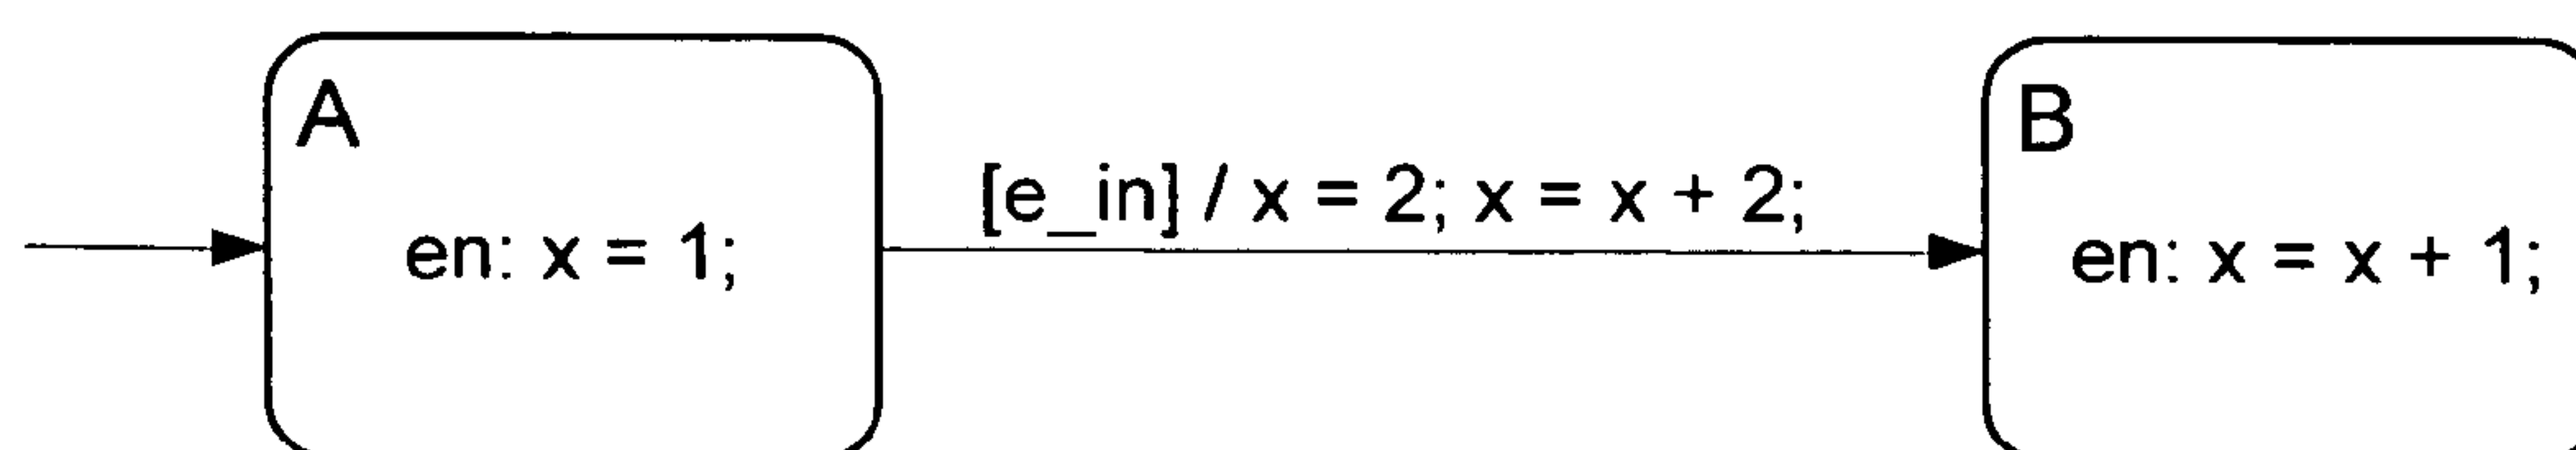 A
en: x = 1;
[e_in] / x = 2; x = x + 2;
B
en: x = x + 1;